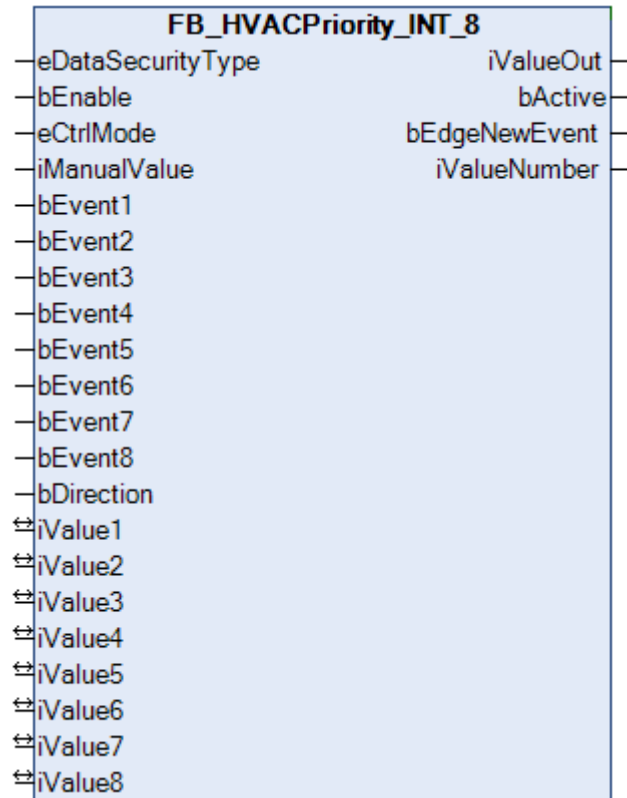 FB_HVACPriority_INT_8
eDataSecurityType iValueOut
bEnable bActive
eCtrlMode bEdgeNewEvent
iManualValue iValueNumber
bEvent1
bEvent2
bEvent3
bEvent4
bEvent5
bEvent6
bEvent7
bEvent8
bDirection
iValue1
iValue2
iValue3
iValue4
iValue5
iValue6
iValue7
iValue8